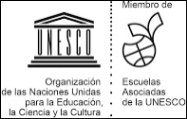 Miembro de
UNESCO
Organización
de las Naciones Unidas
para la Educación,
la Ciencia y la Cultura
Escuelas
Asociadas
de la UNESCO